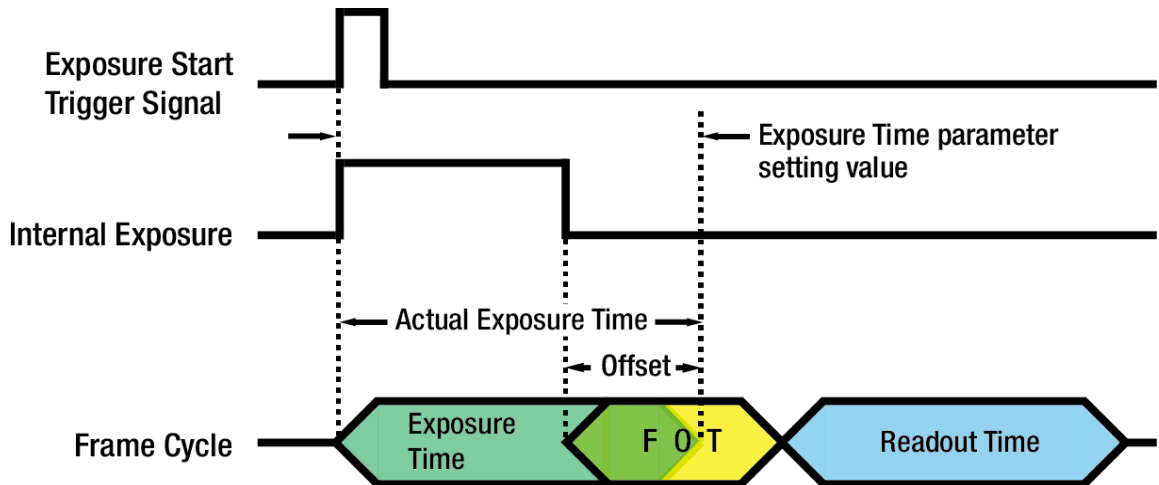 Exposure Start
Trigger Signal
Exposure Time parameter
setting value
Internal Exposure
Actual Exposure Time
Offset
Frame Cycle
Exposure
Time
F O T
Readout Time